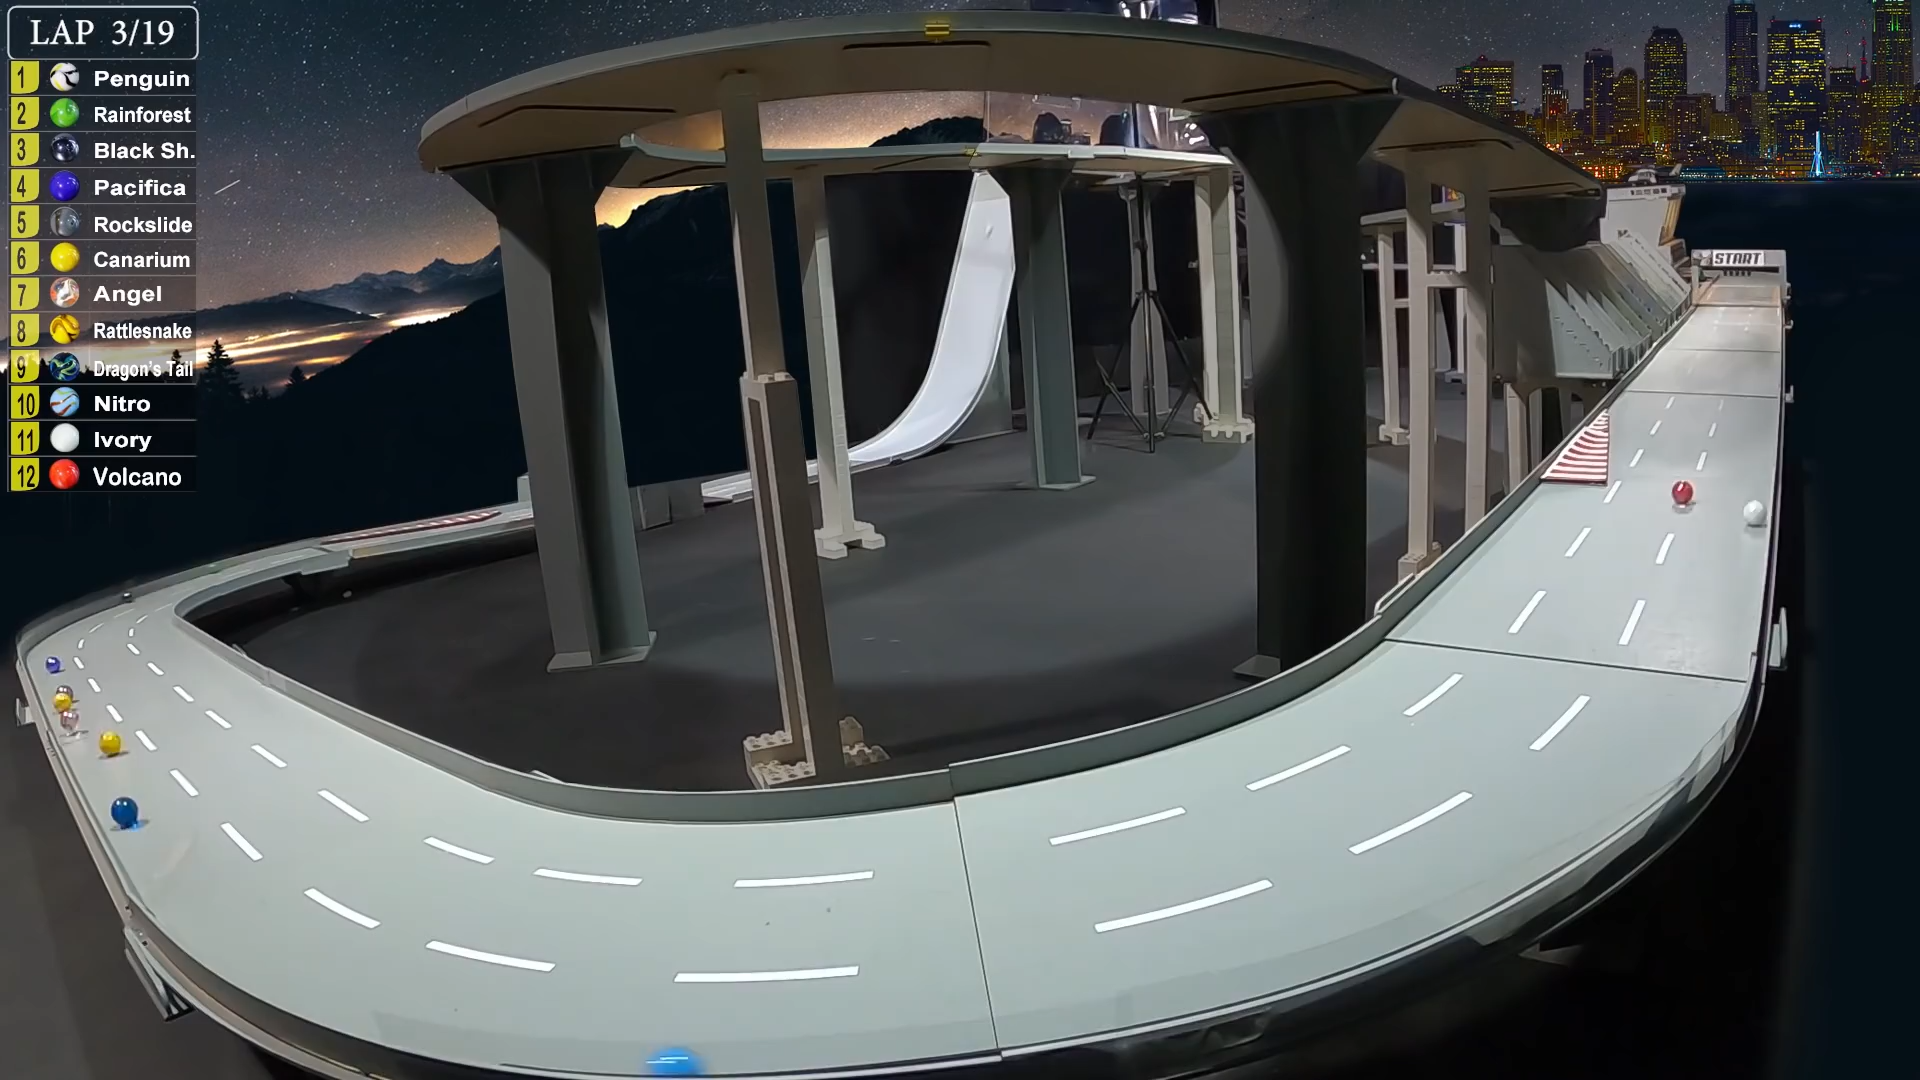 LAP 3/19
1 Penguin
2 Rainforest
3 Black Sh.
4 Pacifica
5 Rockslide
6 Canarium
7 Angel
8 Rattlesnake
9 Dragon's Tail
10 Nitro
11 Ivory
12 Volcano
START